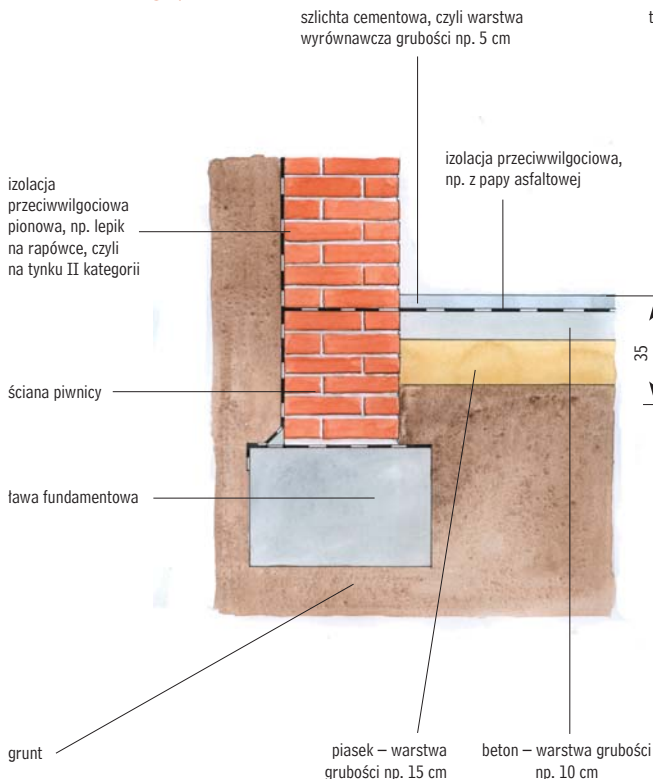 szlichta cementowa, czyli warstwa
wyrównawcza grubości np. 5 cm
t
izolacja przeciwwilgociowa,
np. z papy asfaltowej
izolacja
przeciwwilgociowa
pionowa, np. lepik
na rapówce, czyli
na tynku II kategorii
35
ściana piwnicy
ława fundamentowa
grunt
piasek – warstwa
grubości np. 15 cm
beton – warstwa grubości
np. 10 cm